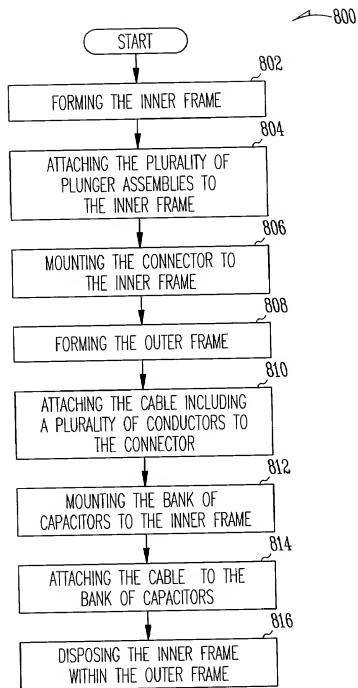 800
START
802
FORMING THE INNER FRAME
804
ATTACHING THE PLURALITY OF
PLUNGER ASSEMBLIES TO
THE INNER FRAME
806
MOUNTING THE CONNECTOR TO
THE INNER FRAME
808
FORMING THE OUTER FRAME
810
ATTACHING THE CABLE INCLUDING
A PLURALITY OF CONDUCTORS TO
THE CONNECTOR
812
MOUNTING THE BANK OF
CAPACITORS TO THE INNER FRAME
814
ATTACHING THE CABLE TO THE
BANK OF CAPACITORS
816
DISPOSING THE INNER FRAME
WITHIN THE OUTER FRAME